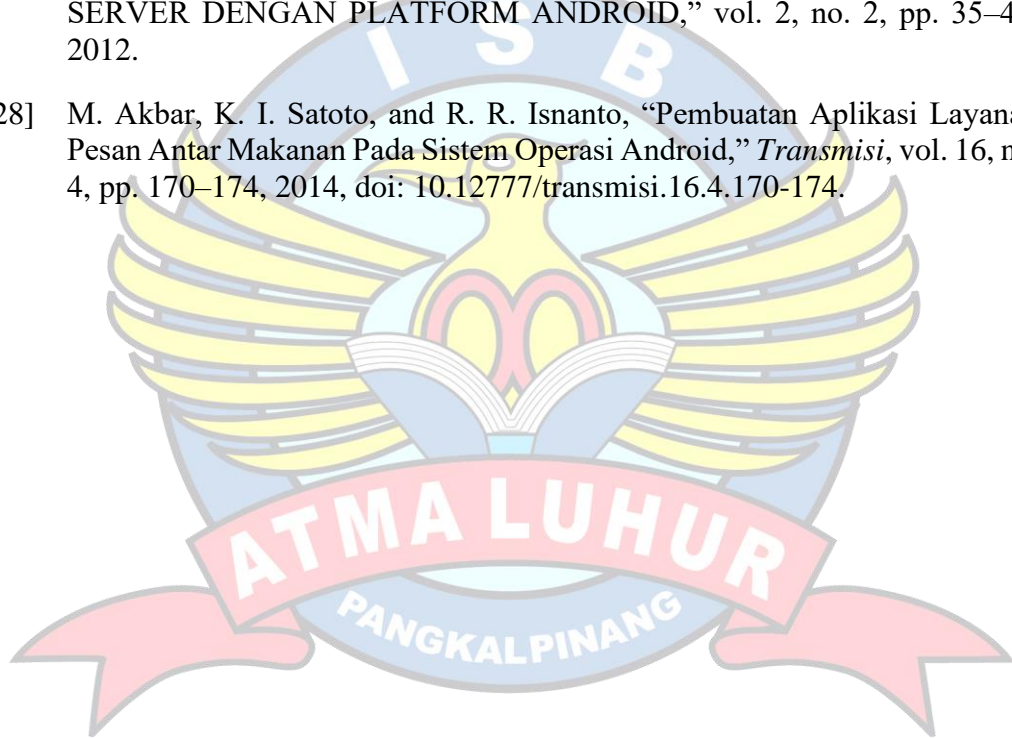 SERVER DENGAN PLATFORM ANDROID,” vol. 2, no. 2, pp. 35–4
2012.
28] M. Akbar, K. I. Satoto, and R. R. Isnanto, “Pembuatan Aplikasi Layana
Pesan Antar Makanan Pada Sistem Operasi Android,” Transmisi, vol. 16, n
4, pp. 170–174, 2014, doi: 10.12777/transmisi.16.4.170-174.
I S B
ATMA LUHUR
PANGKALPINANG